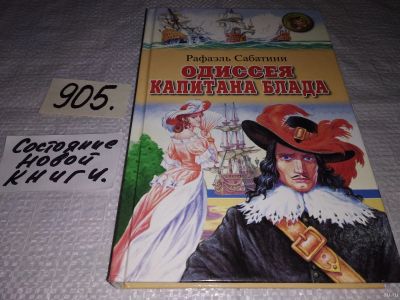 Рафаэль Сабатини
ОДИССЕЯ
КАПИТАНА БЛАДА
905.
Состояние
новой
книги.